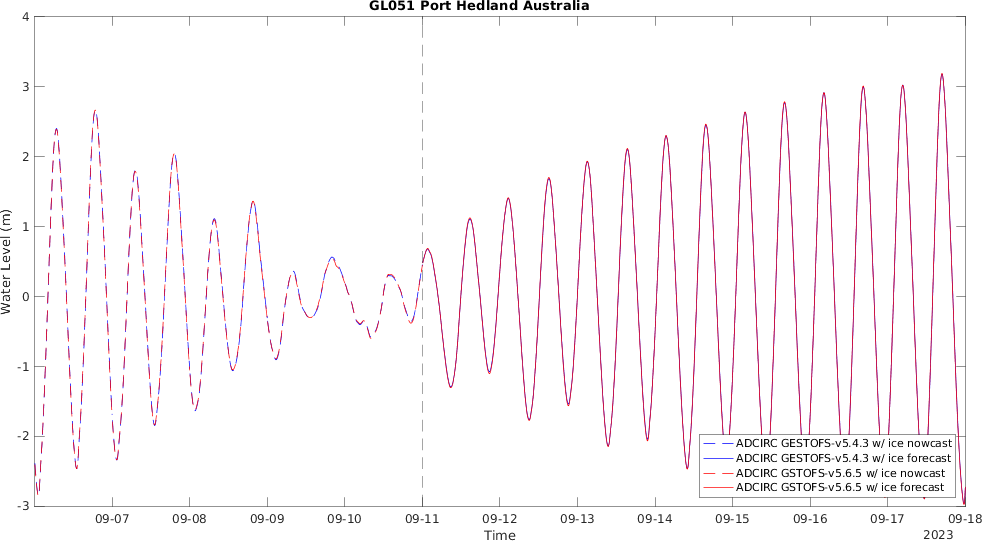 GL051 Port Hedland Australia
4
3
2
1
0
-1
-2
-3
Water Level (m)
ADCIRC GESTOFS-v5.4.3 w/ ice nowcast
ADCIRC GESTOFS-v5.4.3 w/ ice forecast
ADCIRC GSTOFS-v5.6.5 w/ ice nowcast
ADCIRC GSTOFS-v5.6.5 w/ ice forecast
09-07 09-08 09-09 09-10 09-11 09-12 09-13 09-14 09-15 09-16 09-17 09-18
Time
2023